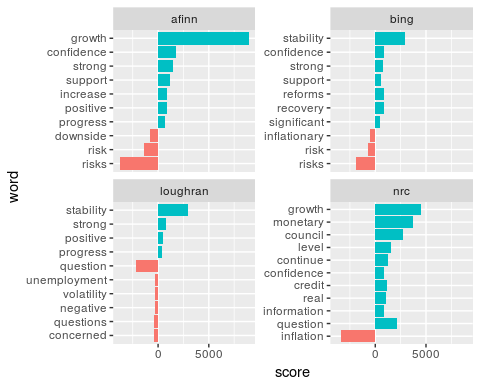 afinn
growth
confidence
strong
support
increase
positive
progress
downside
risk
risks
bing
stability
confidence
strong
support
reforms
recovery
significant
inflationary
risk
risks
word
loughran
stability
strong
positive
progress
question
unemployment
volatility
negative
questions
concerned
0 5000
nrc
growth
monetary
council
level
continue
confidence
credit
real
information
question
inflation
0 5000
score